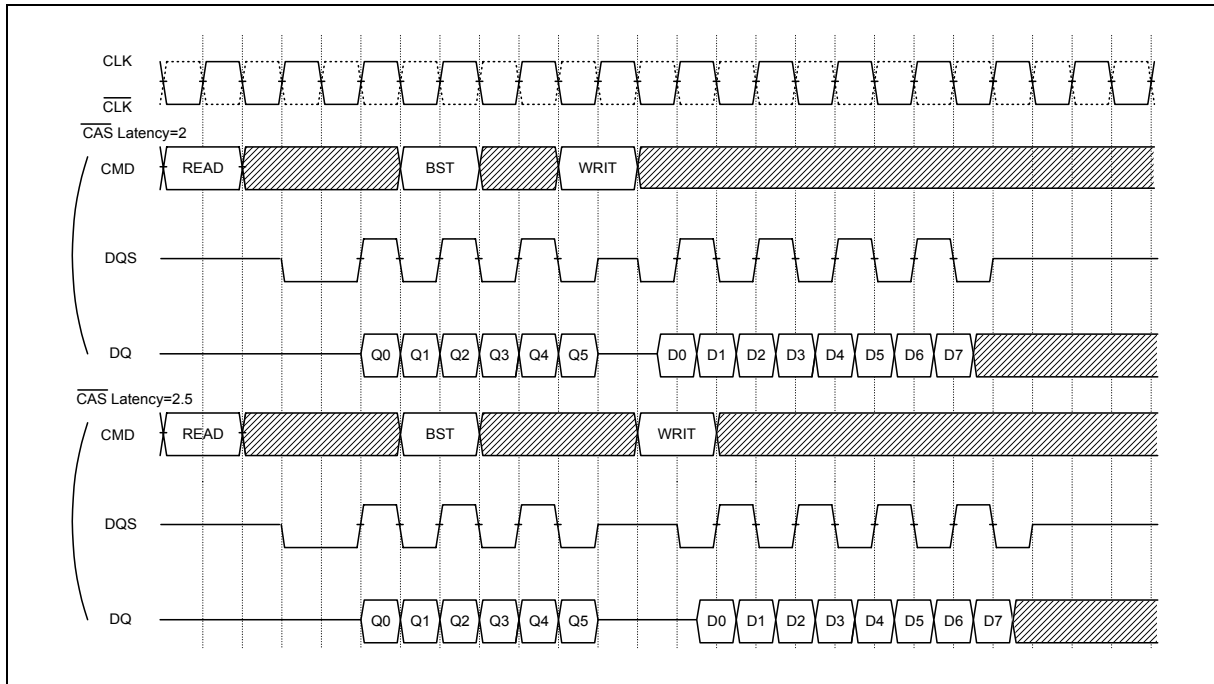 CLK
CLK
CAS Latency=2
CMD READ BST WRIT
DQS
DQ Q0 Q1 Q2 Q3 Q4 Q5 D0 D1 D2 D3 D4 D5 D6 D7
CAS Latency=2.5
CMD READ BST WRIT
DQS
DQ Q0 Q1 Q2 Q3 Q4 Q5 D0 D1 D2 D3 D4 D5 D6 D7